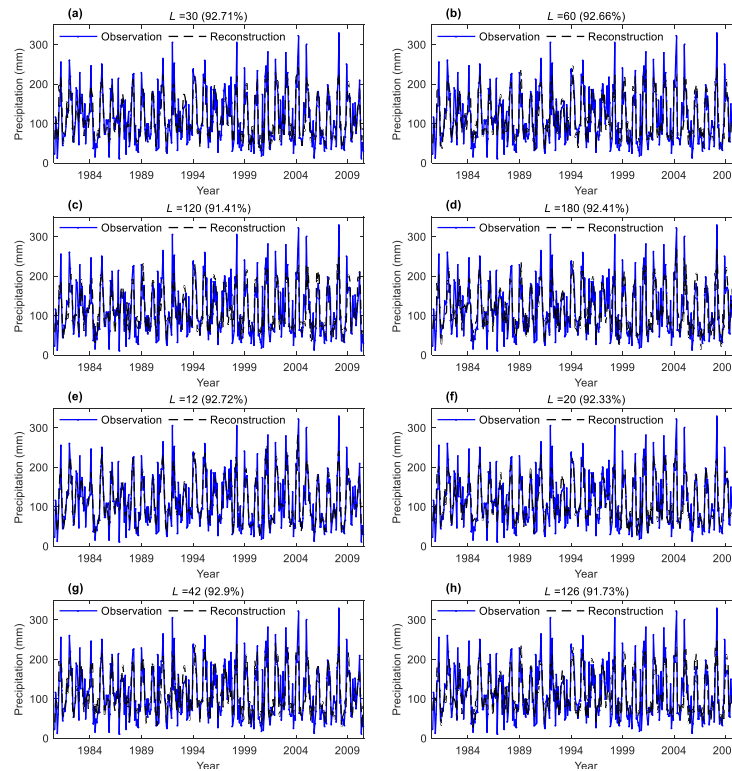 (a) L =30 (92.71%)
Observation Reconstruction
300
200
100
0
Precipitation (mm)
1984 1989 1994 1999 2004 2009
Year
(b) L =60 (92.66%)
Observation Reconstruction
300
200
100
0
Precipitation (mm)
1984 1989 1994 1999 2004 200
Year
(c) L =120 (91.41%)
Observation Reconstruction
300
200
100
0
Precipitation (mm)
1984 1989 1994 1999 2004 2009
Year
(d) L =180 (92.41%)
Observation Reconstruction
300
200
100
0
Precipitation (mm)
1984 1989 1994 1999 2004 200
Year
(e) L =12 (92.72%)
Observation Reconstruction
300
200
100
0
Precipitation (mm)
1984 1989 1994 1999 2004 2009
Year
(f) L =20 (92.33%)
Observation Reconstruction
300
200
100
0
Precipitation (mm)
1984 1989 1994 1999 2004 200
Year
(g) L =42 (92.9%)
Observation Reconstruction
300
200
100
0
Precipitation (mm)
1984 1989 1994 1999 2004 2009
Year
(h) L =126 (91.73%)
Observation Reconstruction
300
200
100
0
Precipitation (mm)
1984 1989 1994 1999 2004 200
Year